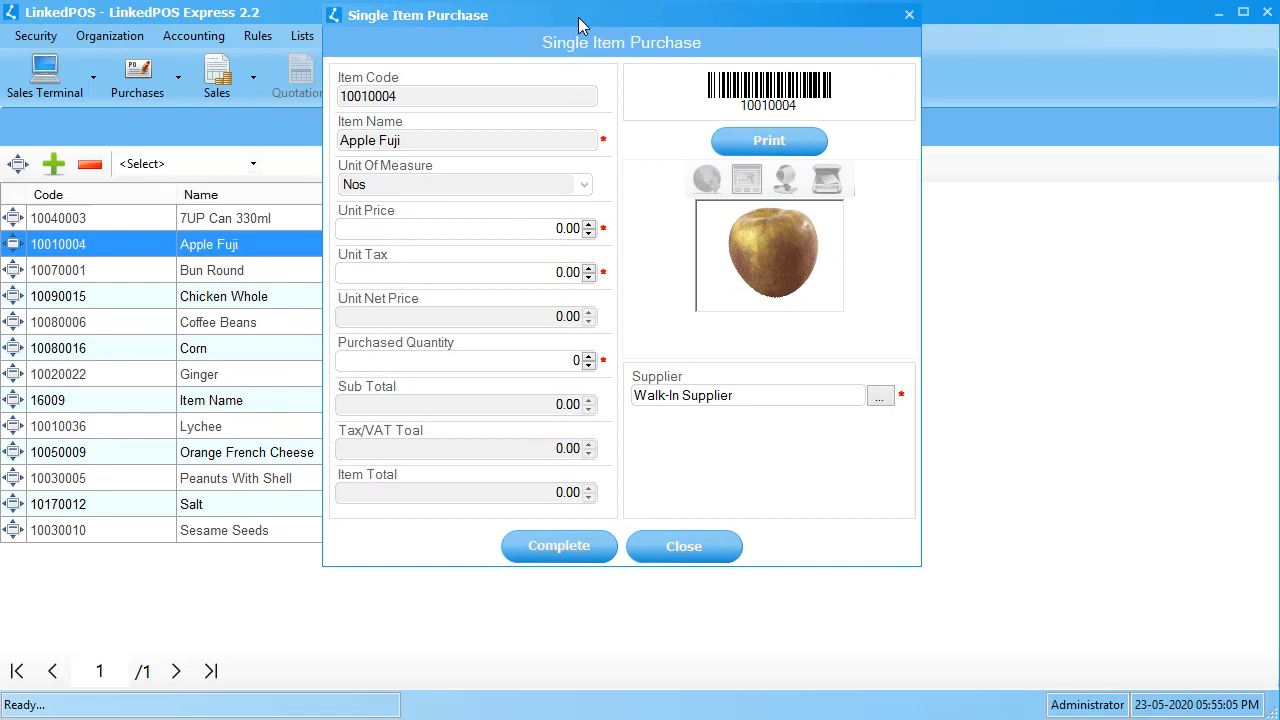 LinkedPOS - LinkedPOS Express 2.2
Security Organization Accounting Rules Lists
Sales Terminal Purchases Sales Quotation
<Select>
Code Name
10040003 7UP Can 330ml
10010004 Apple Fuji
10070001 Bun Round
10090015 Chicken Whole
10080006 Coffee Beans
10080016 Corn
10020022 Ginger
16009 Item Name
10010036 Lychee
10050009 Orange French Cheese
10030005 Peanuts With Shell
10170012 Salt
10030010 Sesame Seeds
1 /1
Single Item Purchase
Single Item Purchase
Item Code
10010004
Item Name
Apple Fuji *
Unit Of Measure
Nos
Unit Price
0.00 *
Unit Tax
0.00 *
Unit Net Price
0.00
Purchased Quantity
0 *
Sub Total
0.00
Tax/VAT Toal
0.00
Item Total
0.00
10010004
Print
Supplier
Walk-In Supplier ... *
Complete Close
Ready... Administrator 23-05-2020 05:55:05 PM